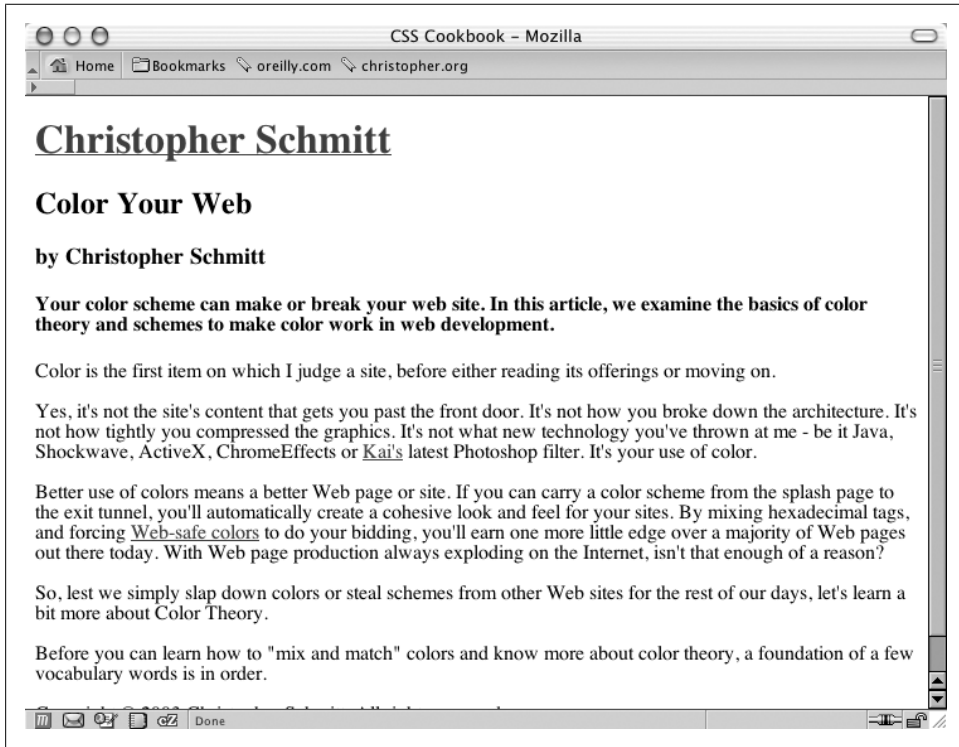 CSS Cookbook – Mozilla
Home Bookmarks oreilly.com christopher.org
Christopher Schmitt
Color Your Web
by Christopher Schmitt
Your color scheme can make or break your web site. In this article, we examine the basics of color
theory and schemes to make color work in web development.
Color is the first item on which I judge a site, before either reading its offerings or moving on.
Yes, it's not the site's content that gets you past the front door. It's not how you broke down the architecture. It's
not how tightly you compressed the graphics. It's not what new technology you've thrown at me - be it Java,
Shockwave, ActiveX, ChromeEffects or Kai's latest Photoshop filter. It's your use of color.
Better use of colors means a better Web page or site. If you can carry a color scheme from the splash page to
the exit tunnel, you'll automatically create a cohesive look and feel for your sites. By mixing hexadecimal tags,
and forcing Web-safe colors to do your bidding, you'll earn one more little edge over a majority of Web pages
out there today. With Web page production always exploding on the Internet, isn't that enough of a reason?
So, lest we simply slap down colors or steal schemes from other Web sites for the rest of our days, let's learn a
bit more about Color Theory.
Before you can learn how to "mix and match" colors and know more about color theory, a foundation of a few
vocabulary words is in order.
Done